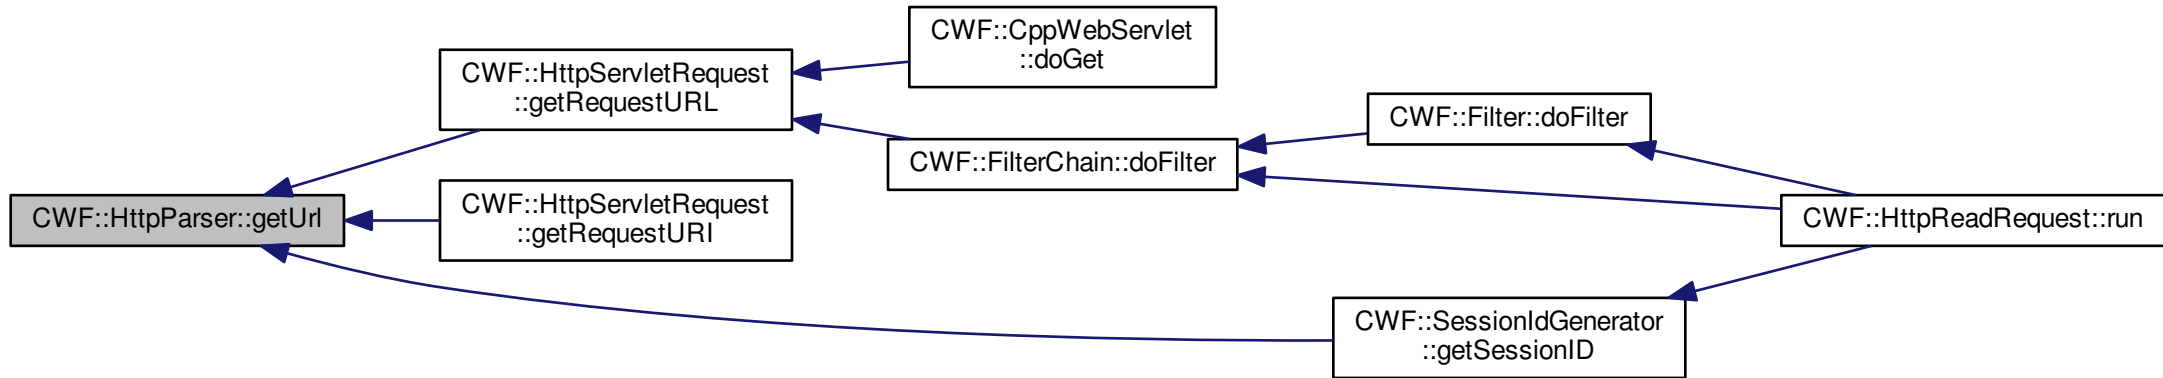 CWF::HttpParser::getUrl
CWF::HttpServletRequest
::getRequestURL
CWF::HttpServletRequest
::getRequestURI
CWF::CppWebServlet
::doGet
CWF::FilterChain::doFilter
CWF::Filter::doFilter
CWF::HttpReadRequest::run
CWF::SessionIdGenerator
::getSessionID